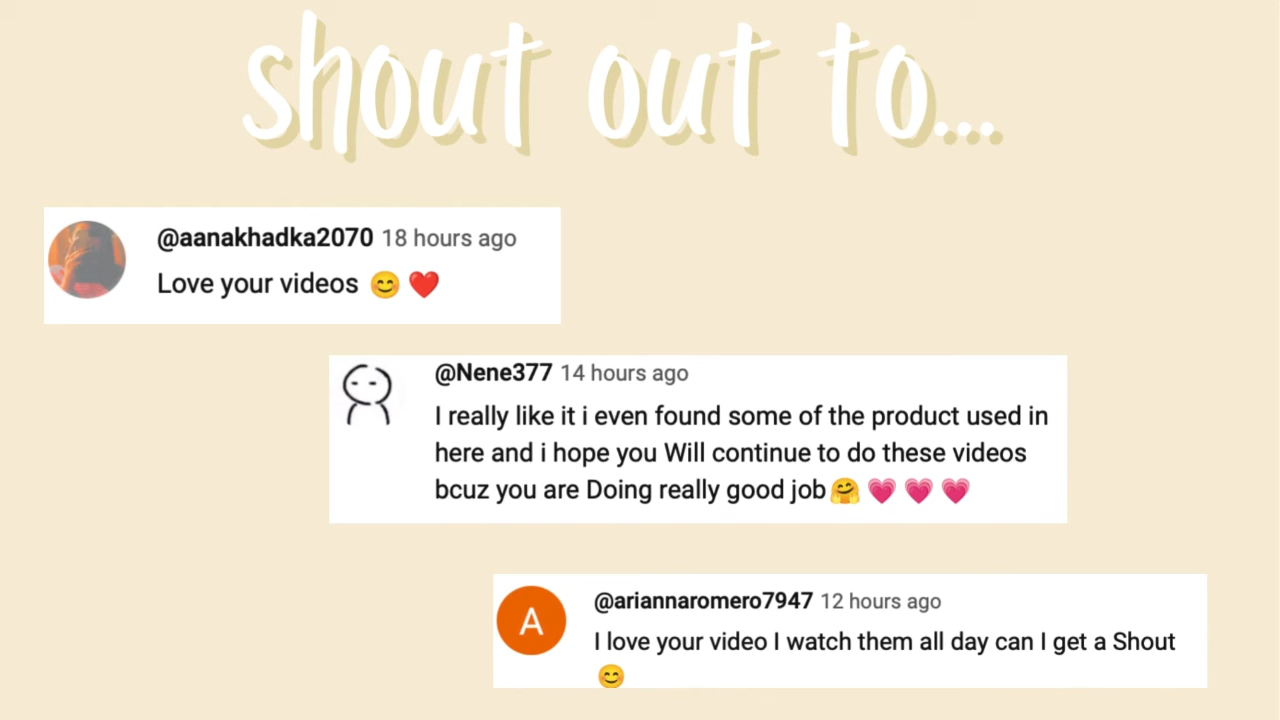 shout out to...
@aanakhadka2070 18 hours ago
Love your videos 😊 ❤️
@Nene377 14 hours ago
I really like it i even found some of the product used in
here and i hope you Will continue to do these videos
bcuz you are Doing really good job🤗 💗 💗 💗
A
@ariannaromero7947 12 hours ago
I love your video I watch them all day can I get a Shout
😊